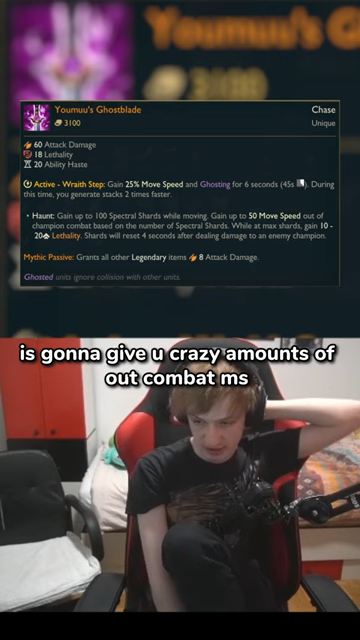 Youmuu's G
3100
Youmuu's Ghostblade
Chase
3100
Unique
60 Attack Damage
18 Lethality
20 Ability Haste
Active - Wraith Step: Gain 25% Move Speed and Ghosting for 6 seconds (45s ). During
this time, you generate stacks 2 times faster.
• Haunt: Gain up to 100 Spectral Shards while moving. Gain up to 50 Move Speed out of
champion combat based on the number of Spectral Shards. While at max shards, gain 10 -
20 Lethality. Shards will reset 4 seconds after dealing damage to an enemy champion.
Mythic Passive: Grants all other Legendary items 8 Attack Damage.
Ghosted units ignore collision with other units.
is gonna give u crazy amounts of
out combat ms